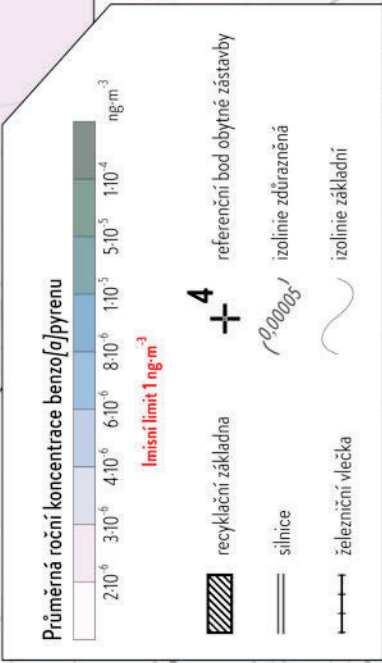 Průměrná roční koncentrace benzo[a]pyrenu
2·10⁻⁶ 3·10⁻⁶ 4·10⁻⁶ 6·10⁻⁶ 8·10⁻⁶ 1·10⁻⁵ 5·10⁻⁵ 1·10⁻⁴ ng·m⁻³
Imisní limit 1 ng·m⁻³
recyklační základna
silnice
železniční vlečka
4 referenční bod obytné zástavby
0,00005 izolinie zdůrazněná
izolinie základní